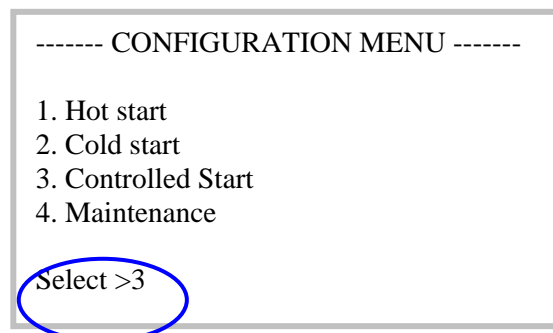 ------- CONFIGURATION MENU -------
1. Hot start
2. Cold start
3. Controlled Start
4. Maintenance
Select >3